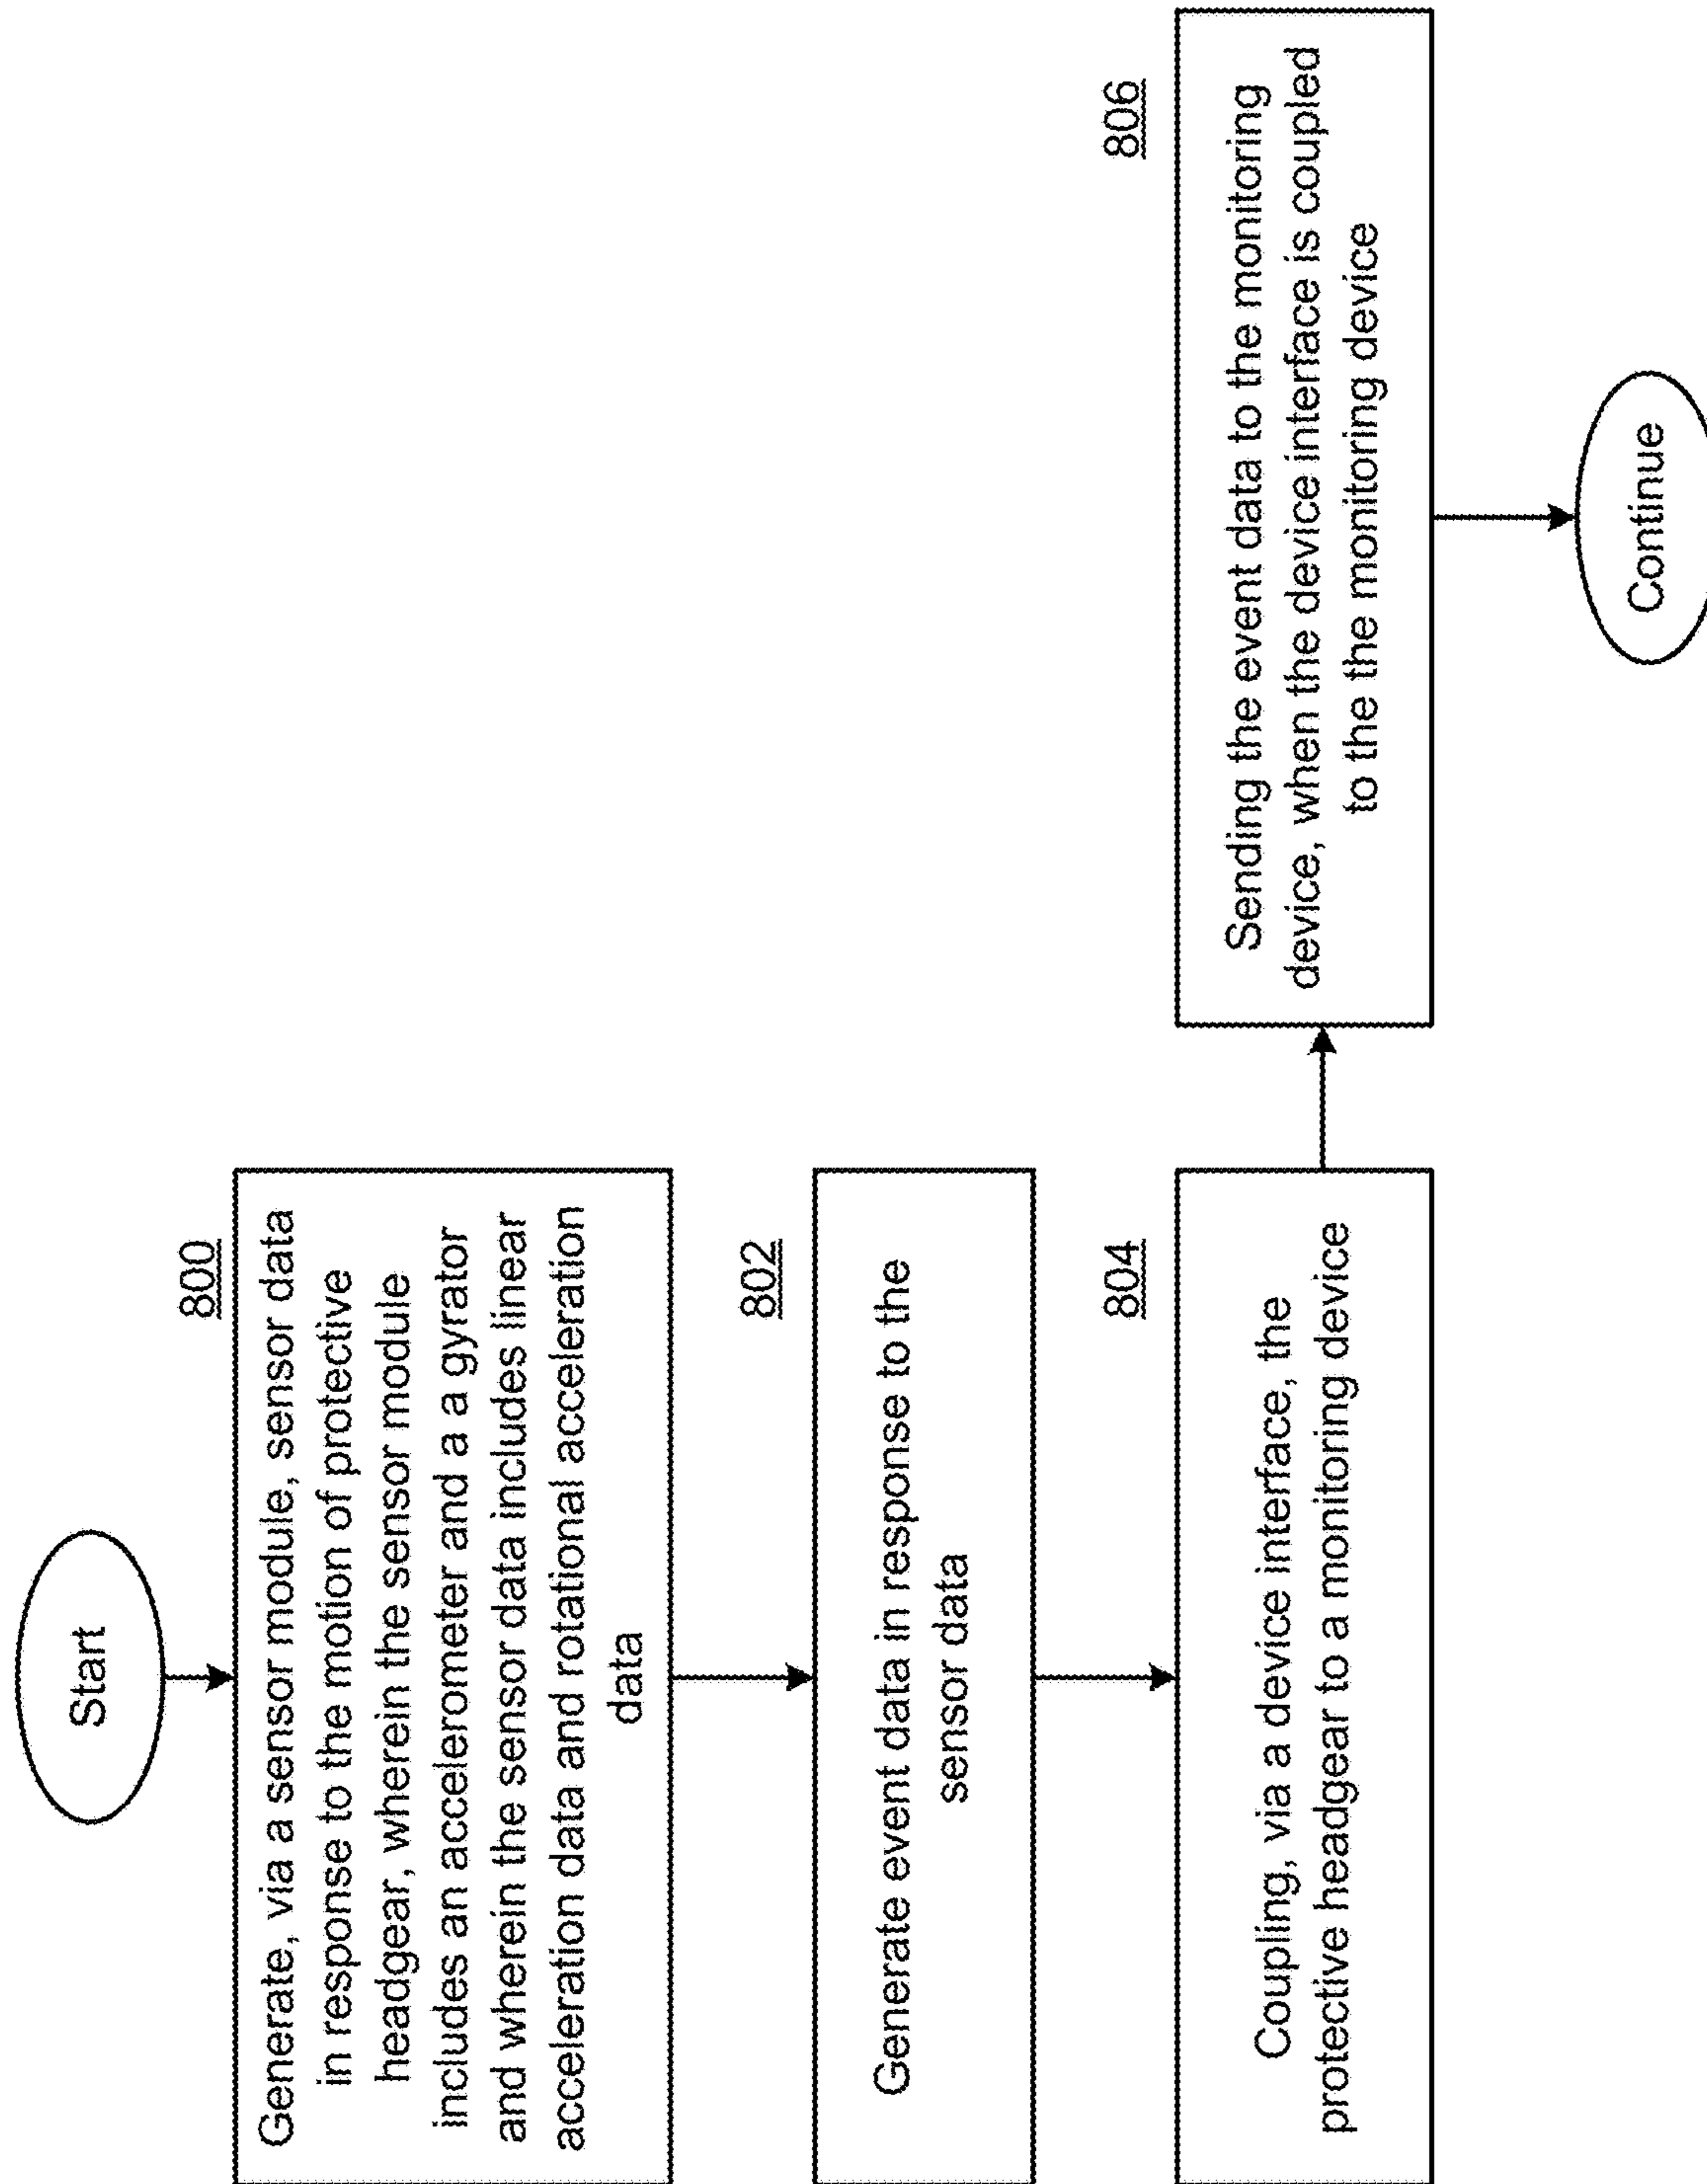 Start
800
Generate, via a sensor module, sensor data
in response to the motion of protective
headgear, wherein the sensor module
includes an accelerometer and a a gyrator
and wherein the sensor data includes linear
acceleration data and rotational acceleration
data
802
Generate event data in response to the
sensor data
804
Coupling, via a device interface, the
protective headgear to a monitoring device
806
Sending the event data to the monitoring
device, when the device interface is coupled
to the the monitoring device
Continue